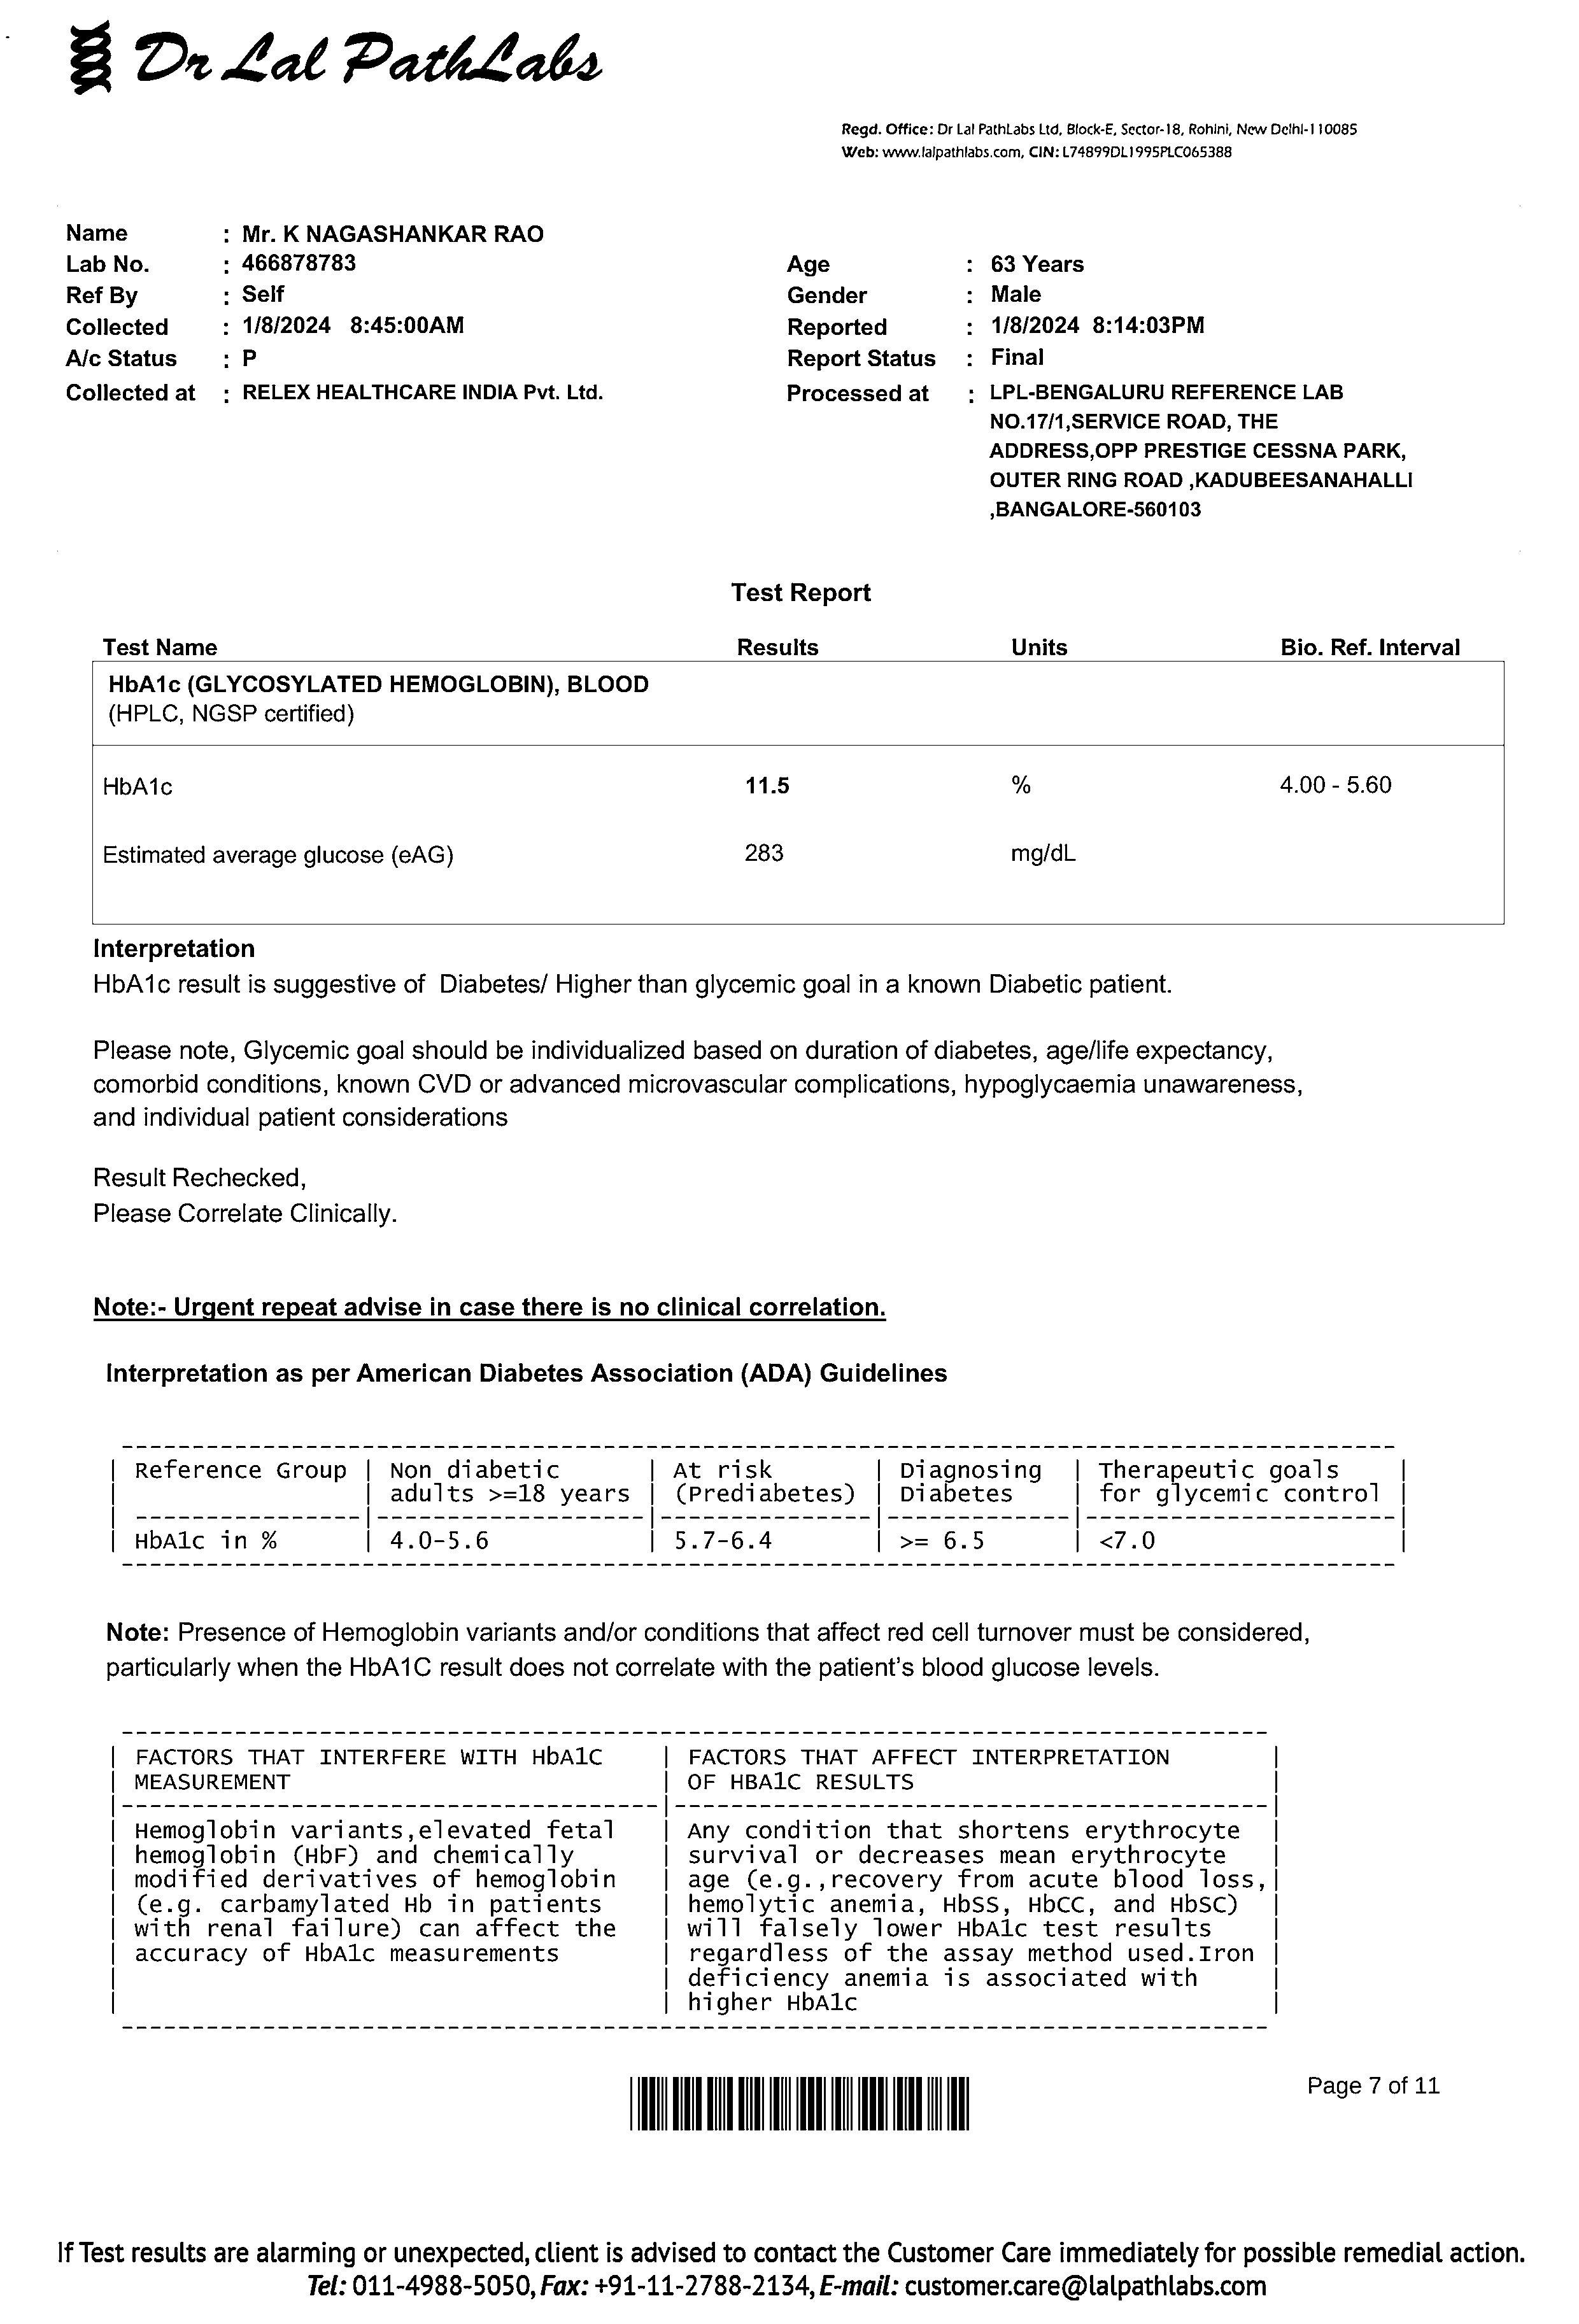 Dr Lal PathLabs
Regd. Office: Dr Lal PathLabs Ltd, Block-E, Sector-18, Rohini, New Delhi-110085
Web: www.lalpathlabs.com, CIN: L74899DL1995PLC065388
Name : Mr. K NAGASHANKAR RAO
Lab No. : 466878783 Age : 63 Years
Ref By : Self Gender : Male
Collected : 1/8/2024 8:45:00AM Reported : 1/8/2024 8:14:03PM
A/c Status : P Report Status : Final
Collected at : RELEX HEALTHCARE INDIA Pvt. Ltd. Processed at : LPL-BENGALURU REFERENCE LAB
NO.17/1,SERVICE ROAD, THE
ADDRESS,OPP PRESTIGE CESSNA PARK,
OUTER RING ROAD ,KADUBEESANAHALLI
,BANGALORE-560103
Test Report
Test Name Results Units Bio. Ref. Interval
HbA1c (GLYCOSYLATED HEMOGLOBIN), BLOOD
(HPLC, NGSP certified)
HbA1c 11.5 % 4.00 - 5.60
Estimated average glucose (eAG) 283 mg/dL
Interpretation
HbA1c result is suggestive of Diabetes/ Higher than glycemic goal in a known Diabetic patient.
Please note, Glycemic goal should be individualized based on duration of diabetes, age/life expectancy,
comorbid conditions, known CVD or advanced microvascular complications, hypoglycaemia unawareness,
and individual patient considerations
Result Rechecked,
Please Correlate Clinically.
Note:- Urgent repeat advise in case there is no clinical correlation.
Interpretation as per American Diabetes Association (ADA) Guidelines
Reference Group | Non diabetic | At risk | Diagnosing | Therapeutic goals
adults >=18 years | (Prediabetes) | Diabetes | for glycemic control
HbA1c in % | 4.0-5.6 | 5.7-6.4 | >= 6.5 | <7.0
Note: Presence of Hemoglobin variants and/or conditions that affect red cell turnover must be considered,
particularly when the HbA1C result does not correlate with the patient's blood glucose levels.
FACTORS THAT INTERFERE WITH HbA1C | FACTORS THAT AFFECT INTERPRETATION
MEASUREMENT | OF HBA1C RESULTS
Hemoglobin variants,elevated fetal | Any condition that shortens erythrocyte
hemoglobin (HbF) and chemically | survival or decreases mean erythrocyte
modified derivatives of hemoglobin | age (e.g.,recovery from acute blood loss,
(e.g. carbamylated Hb in patients | hemolytic anemia, HbSS, HbCC, and HbSC)
with renal failure) can affect the | will falsely lower HbA1c test results
accuracy of HbA1c measurements | regardless of the assay method used.Iron
deficiency anemia is associated with
higher HbA1c
Page 7 of 11
If Test results are alarming or unexpected, client is advised to contact the Customer Care immediately for possible remedial action.
Tel: 011-4988-5050, Fax: +91-11-2788-2134, E-mail: customer.care@lalpathlabs.com